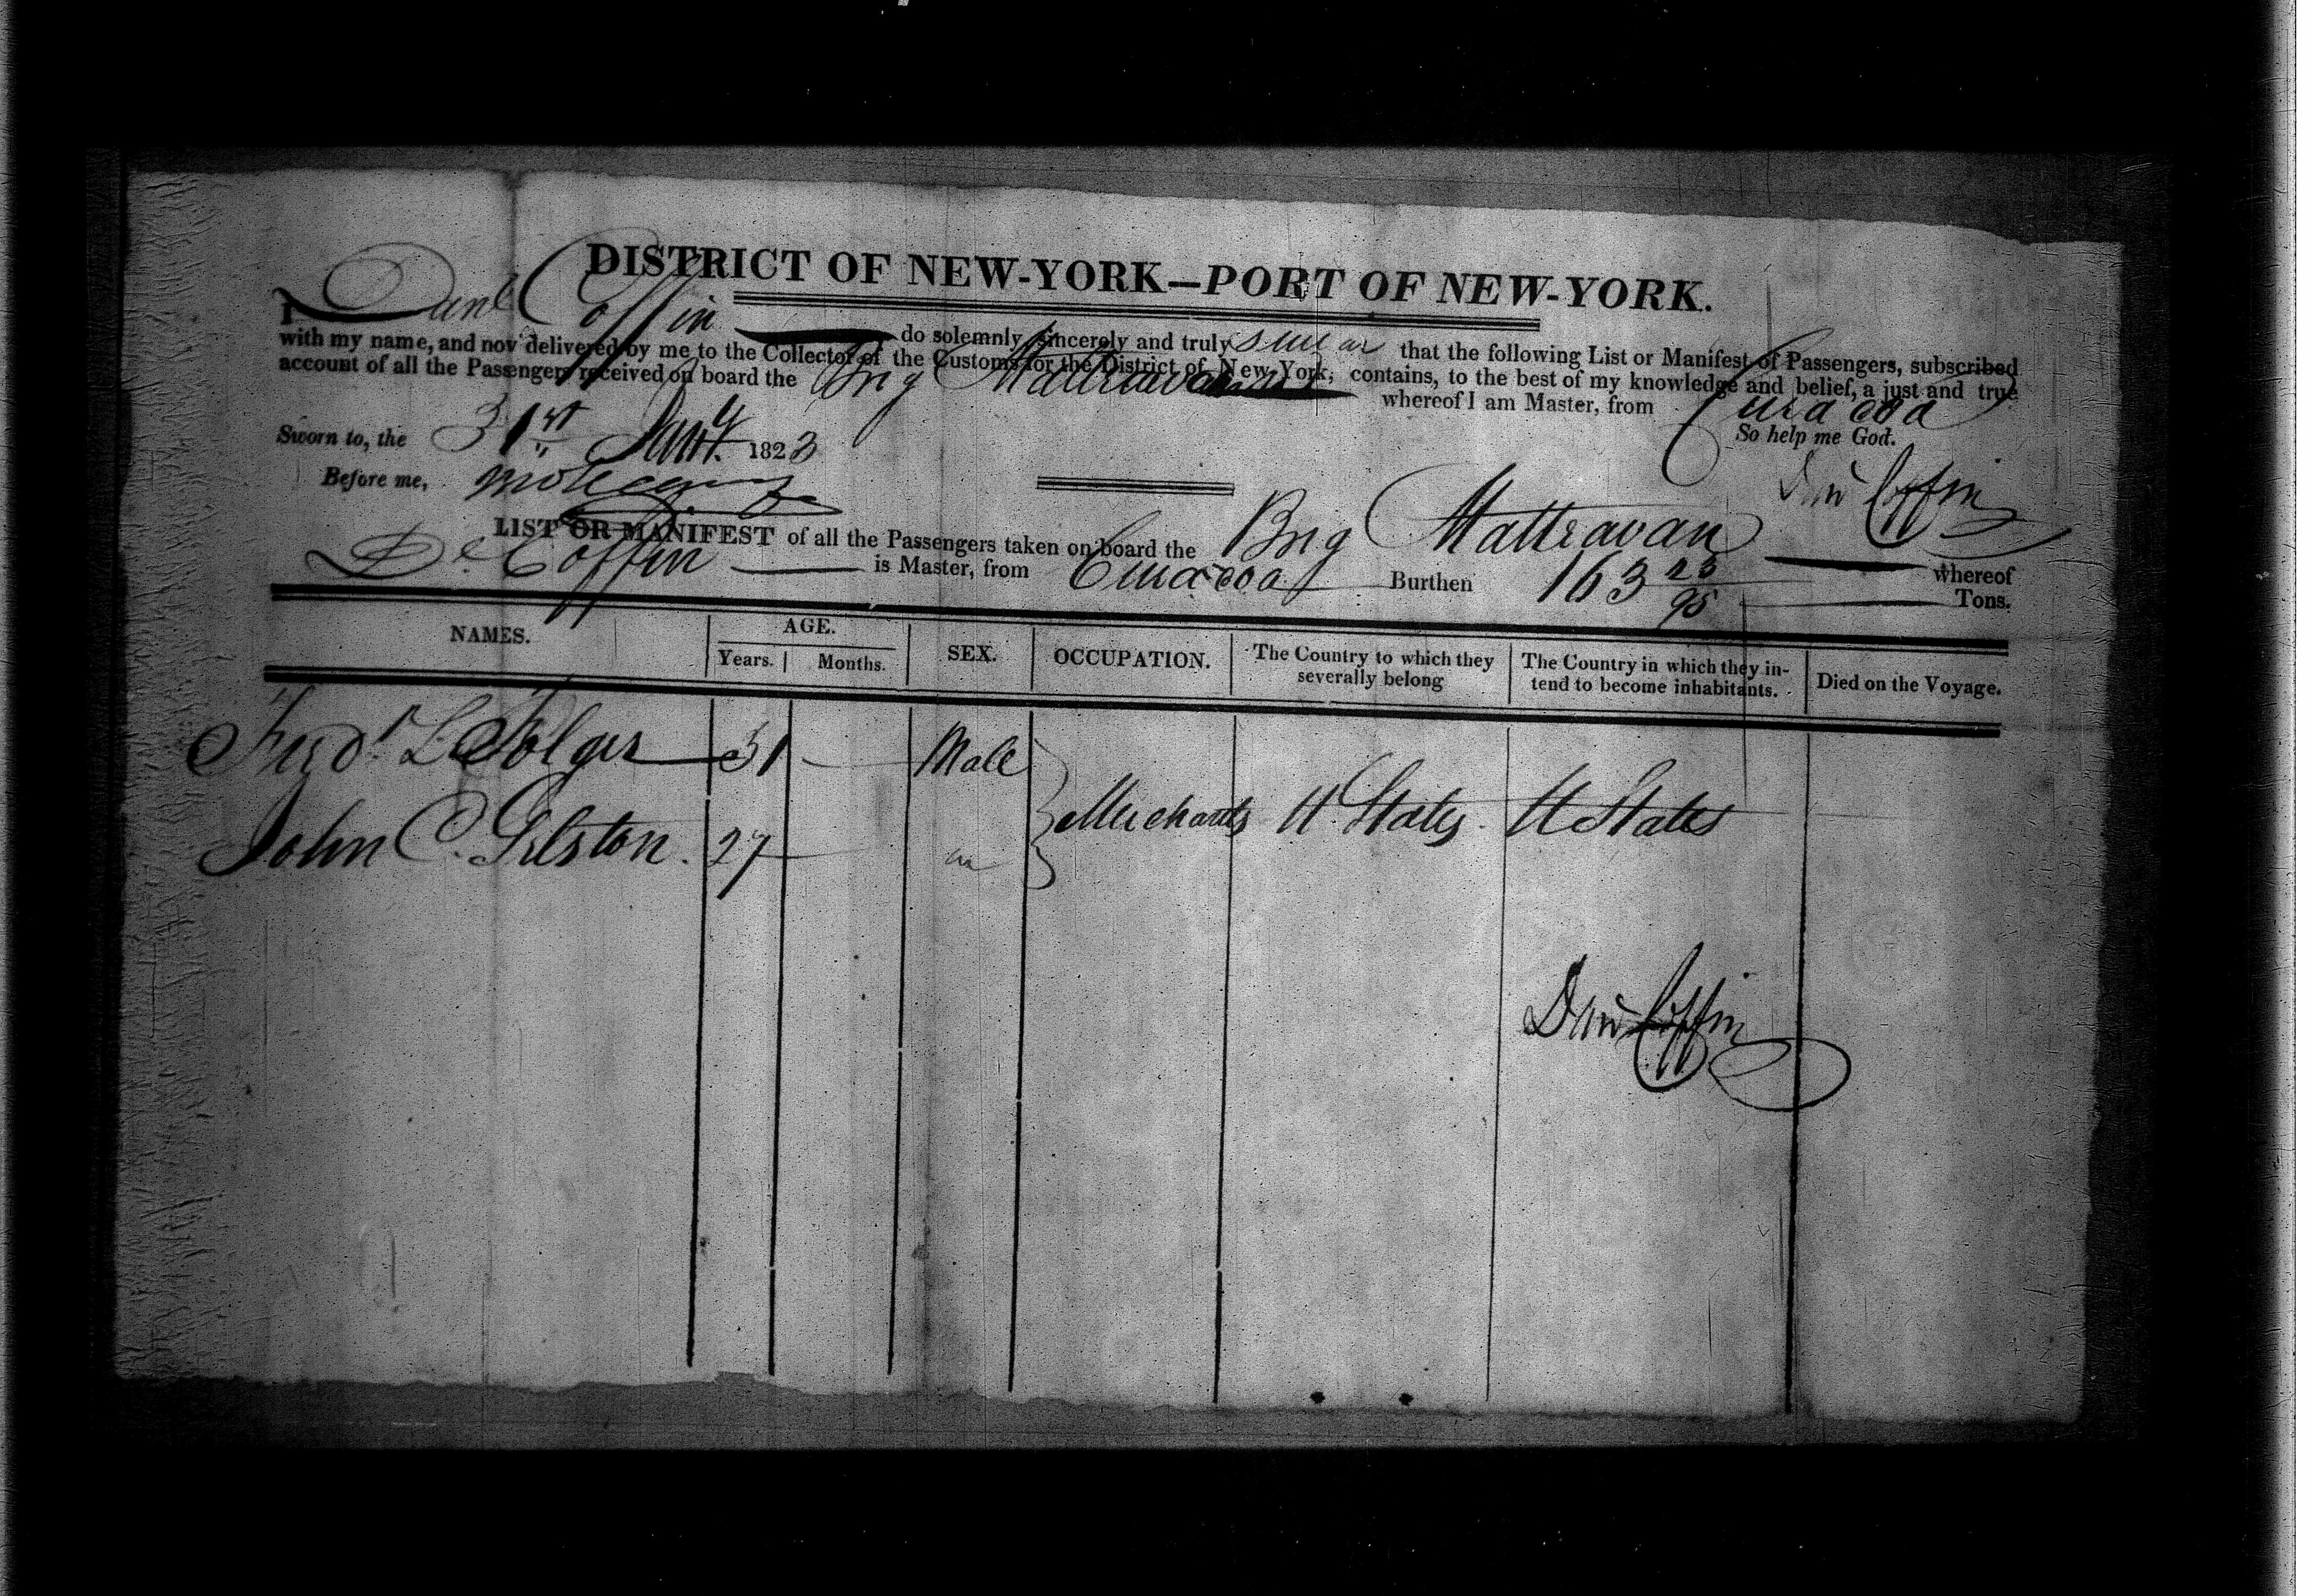 DISTRICT OF NEW-YORK—PORT OF NEW-YORK.
I Danl Coffin do solemnly, sincerely and truly swear that the following List or Manifest of Passengers, subscribed
with my name, and now delivered by me to the Collector of the Customs for the District of New-York, contains, to the best of my knowledge and belief, a just and true
account of all the Passengers received on board the Brig Mattravan whereof I am Master, from Curacoa
So help me God.
Sworn to, the 31st Jany. 1823
Before me,
Dan Coffin
LIST OR MANIFEST of all the Passengers taken on board the Brig Mattravan whereof
D. Coffin is Master, from Curacoa Burthen 163 23/95 Tons.
NAMES. AGE. SEX. OCCUPATION. The Country to which they severally belong The Country in which they intend to become inhabitants. Died on the Voyage.
Years. Months.
Fredr. L Folger 31 Male
Merchants U. States. U States
John C. Gelston. 27
Dan Coffin